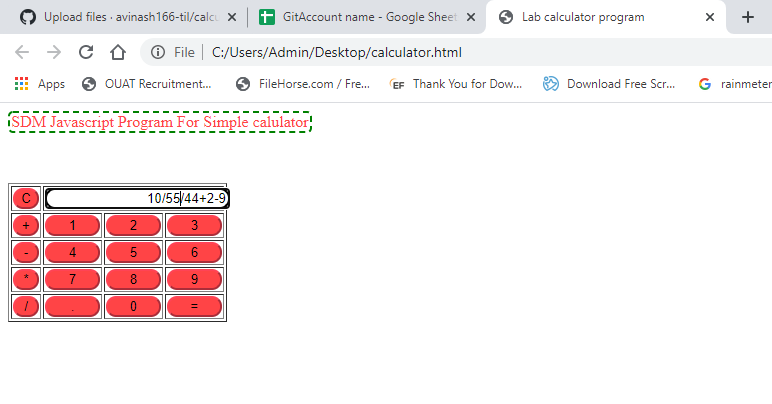 Upload files · avinash166-til/calcu
GitAccount name - Google Sheet
Lab calculator program
File | C:/Users/Admin/Desktop/calculator.html
Apps
OUAT Recruitment...
FileHorse.com / Free...
EF Thank You for Dow...
Download Free Scr...
G rainmeter
SDM Javascript Program For Simple calulator
C 10/55/44+2-9
+ 1 2 3
- 4 5 6
* 7 8 9
/ . 0 =